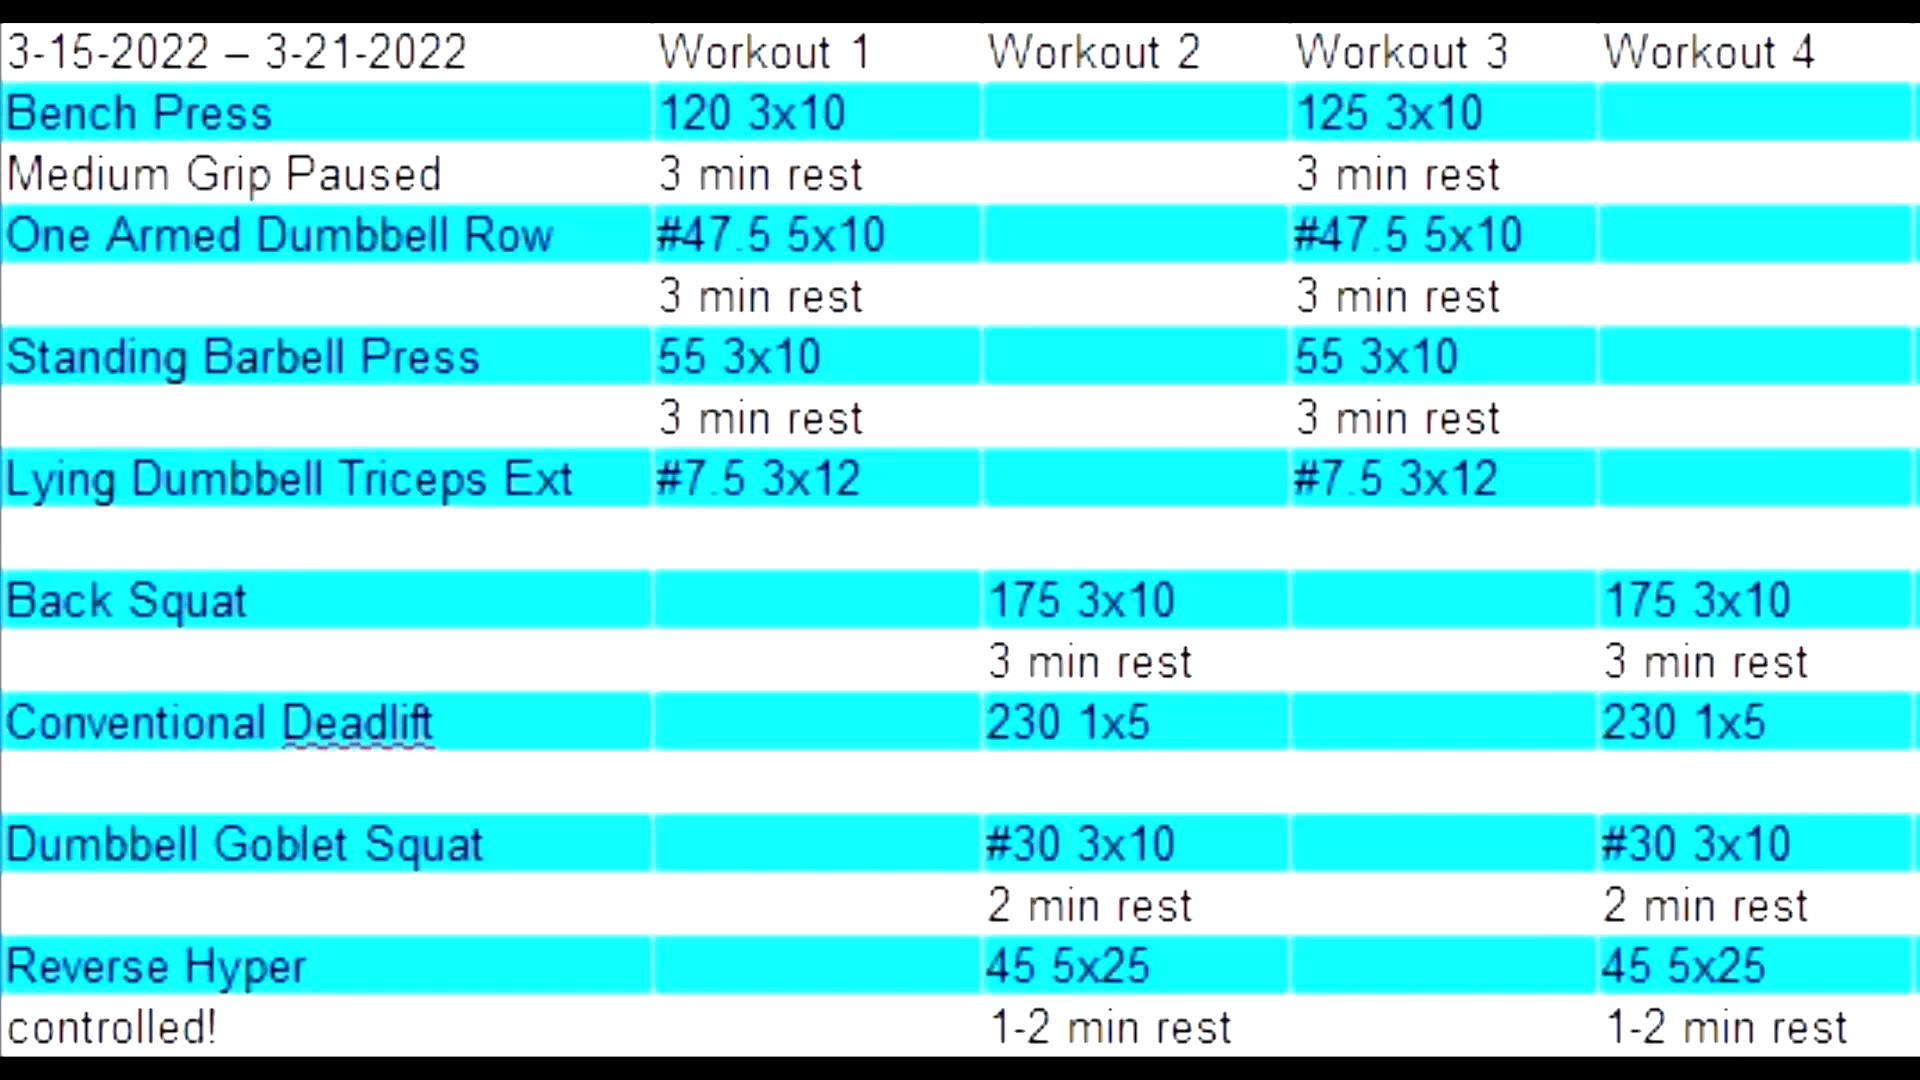 3-15-2022 – 3-21-2022 Workout 1 Workout 2 Workout 3 Workout 4
Bench Press 120 3x10 125 3x10
Medium Grip Paused 3 min rest 3 min rest
One Armed Dumbbell Row #47.5 5x10 #47.5 5x10
3 min rest 3 min rest
Standing Barbell Press 55 3x10 55 3x10
3 min rest 3 min rest
Lying Dumbbell Triceps Ext #7.5 3x12 #7.5 3x12
Back Squat 175 3x10 175 3x10
3 min rest 3 min rest
Conventional Deadlift 230 1x5 230 1x5
Dumbbell Goblet Squat #30 3x10 #30 3x10
2 min rest 2 min rest
Reverse Hyper 45 5x25 45 5x25
controlled! 1-2 min rest 1-2 min rest